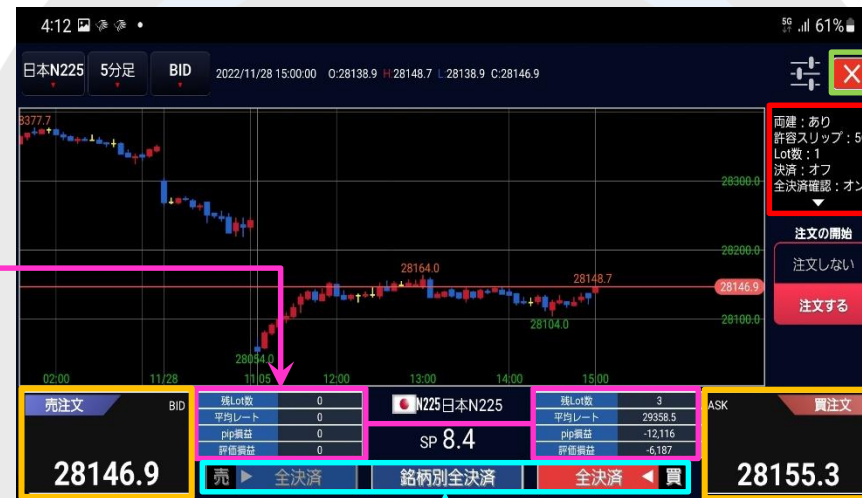 4:12
5G 61%
日本N225 5分足 BID 2022/11/28 15:00:00 O:28138.9 H:28148.7 L:28138.9 C:28146.9
8377.7
両建:あり
許容スリップ:5
Lot数:1
決済:オフ
全決済確認:オン
28300.0
注文の開始
28200.0
注文しない
28164.0
28148.7
28146.9
注文する
28104.0
28100.0
28054.0
02:00 11/28 11:05 12:00 13:00 14:00 15:00
売注文 BID
28146.9
残Lot数 0
平均レート 0
pip損益 0
評価損益 0
N225日本N225
SP 8.4
残Lot数 3
平均レート 29358.5
pip損益 -12,116
評価損益 -6,187
ASK 買注文
28155.3
売 ▶ 全決済 銘柄別全決済 全決済 ◀ 買